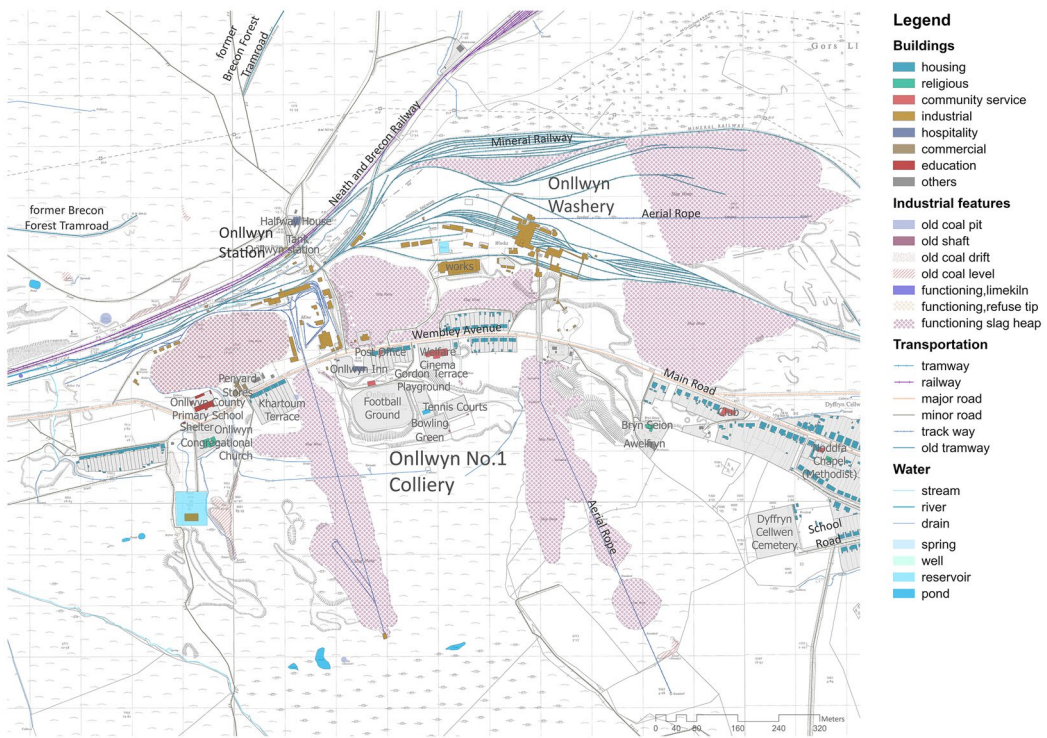 former
Brecon Forest
Tramroad
Neath and Brecon Railway
Mineral Railway
MINERAL RAILWAY
Onllwyn
Washery
Aerial Rope
former Brecon
Forest Tramroad
Halfway House
Onllwyn
Station
Tank
Onllwyn station
Works
works
Wembley Avenue
Post Office
Welfare
Cinema
Onllwyn Inn
Gordon Terrace
Playground
Main Road
Penyard
Stores
Khartoum
Terrace
Football
Ground
Tennis Courts
Bowling
Green
Onllwyn County
Primary School
Shelter
Onllwyn
Congregational
Church
Bryn Seion
Awelfryn
Onllwyn No.1
Colliery
Aerial Rope
Chapel
(Methodist)
Dyffryn
Cellwen
Cemetery
School
Road
0 40 80 160 240 320 Meters
Legend
Buildings
housing
religious
community service
industrial
hospitality
commercial
education
others
Industrial features
old coal pit
old shaft
old coal drift
old coal level
functioning,limekiln
functioning,refuse tip
functioning slag heap
Transportation
tramway
railway
major road
minor road
track way
old tramway
Water
stream
river
drain
spring
well
reservoir
pond